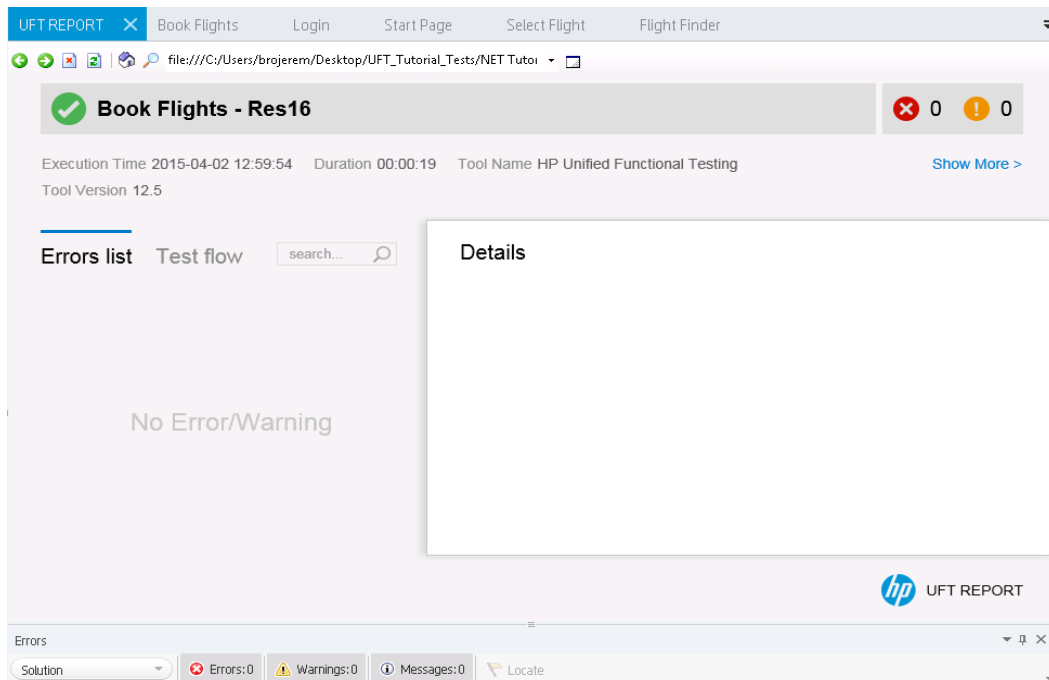 UFT REPORT Book Flights Login Start Page Select Flight Flight Finder
file:///C:/Users/brojerem/Desktop/UFT_Tutorial_Tests/NET Tutor
Book Flights - Res16 0 ! 0
Execution Time 2015-04-02 12:59:54 Duration 00:00:19 Tool Name HP Unified Functional Testing Show More >
Tool Version 12.5
Errors list Test flow search... Details
No Error/Warning
hp UFT REPORT
Errors
Solution Errors:0 Warnings:0 Messages:0 Locate